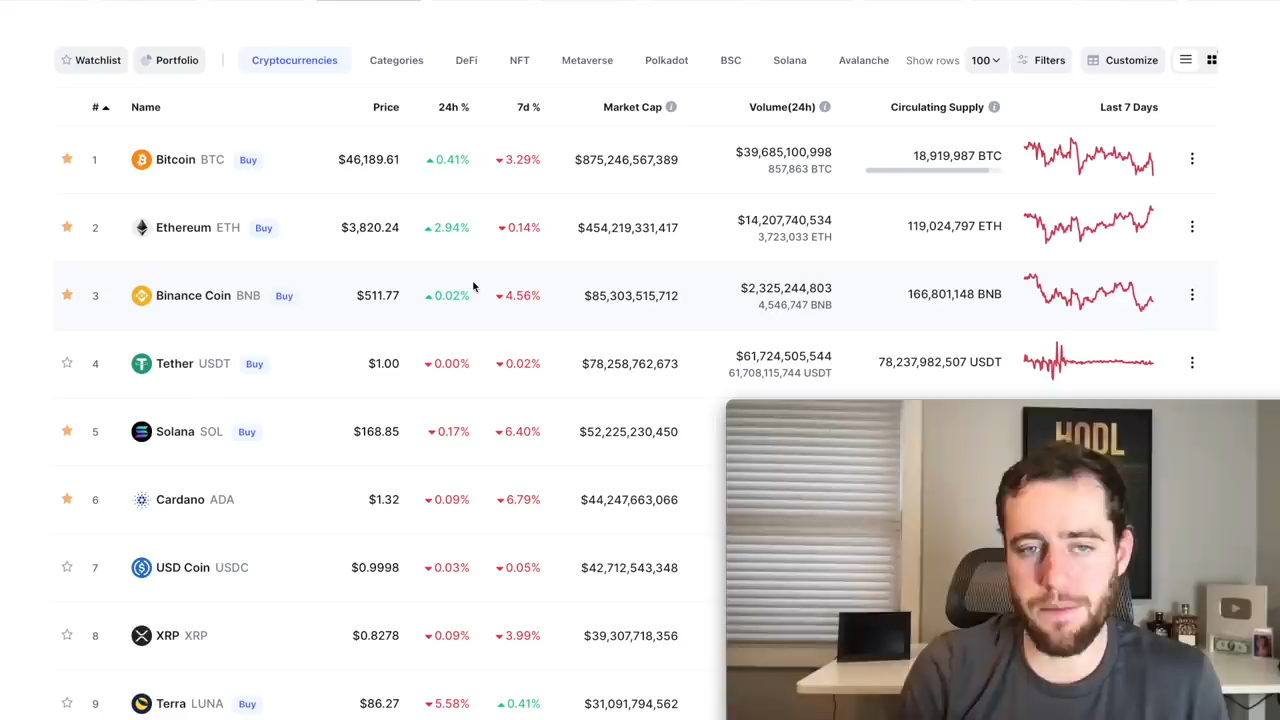 Watchlist Portfolio Cryptocurrencies Categories DeFi NFT Metaverse Polkadot BSC Solana Avalanche Show rows 100 Filters Customize
# Name Price 24h % 7d % Market Cap Volume(24h) Circulating Supply Last 7 Days
1 Bitcoin BTC Buy $46,189.61 0.41% 3.29% $875,246,567,389 $39,685,100,998 18,919,987 BTC
857,863 BTC
2 Ethereum ETH Buy $3,820.24 2.94% 0.14% $454,219,331,417 $14,207,740,534 119,024,797 ETH
3,723,033 ETH
3 Binance Coin BNB Buy $511.77 0.02% 4.56% $85,303,515,712 $2,325,244,803 166,801,148 BNB
4,546,747 BNB
4 Tether USDT Buy $1.00 0.00% 0.02% $78,258,762,673 $61,724,505,544 78,237,982,507 USDT
61,708,115,744 USDT
5 Solana SOL Buy $168.85 0.17% 6.40% $52,225,230,450
HODL
6 Cardano ADA $1.32 0.09% 6.79% $44,247,663,066
7 USD Coin USDC $0.9998 0.03% 0.05% $42,712,543,348
8 XRP XRP $0.8278 0.09% 3.99% $39,307,718,356
9 Terra LUNA Buy $86.27 5.58% 0.41% $31,091,794,562